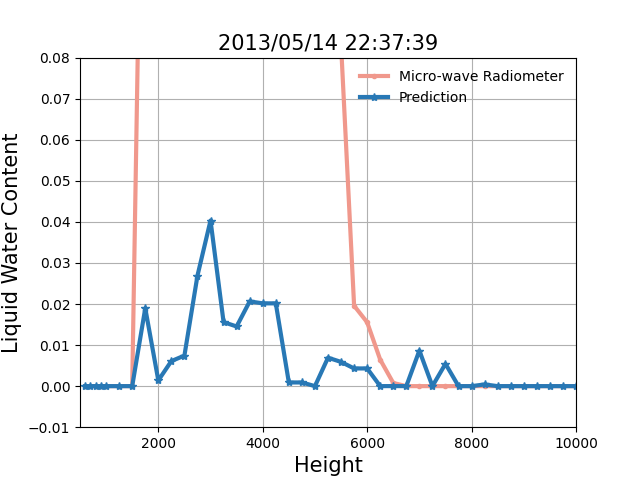 2013/05/14 22:37:39
Liquid Water Content
0.08
0.07
0.06
0.05
0.04
0.03
0.02
0.01
0.00
−0.01
Micro-wave Radiometer
Prediction
2000 4000 6000 8000 10000
Height